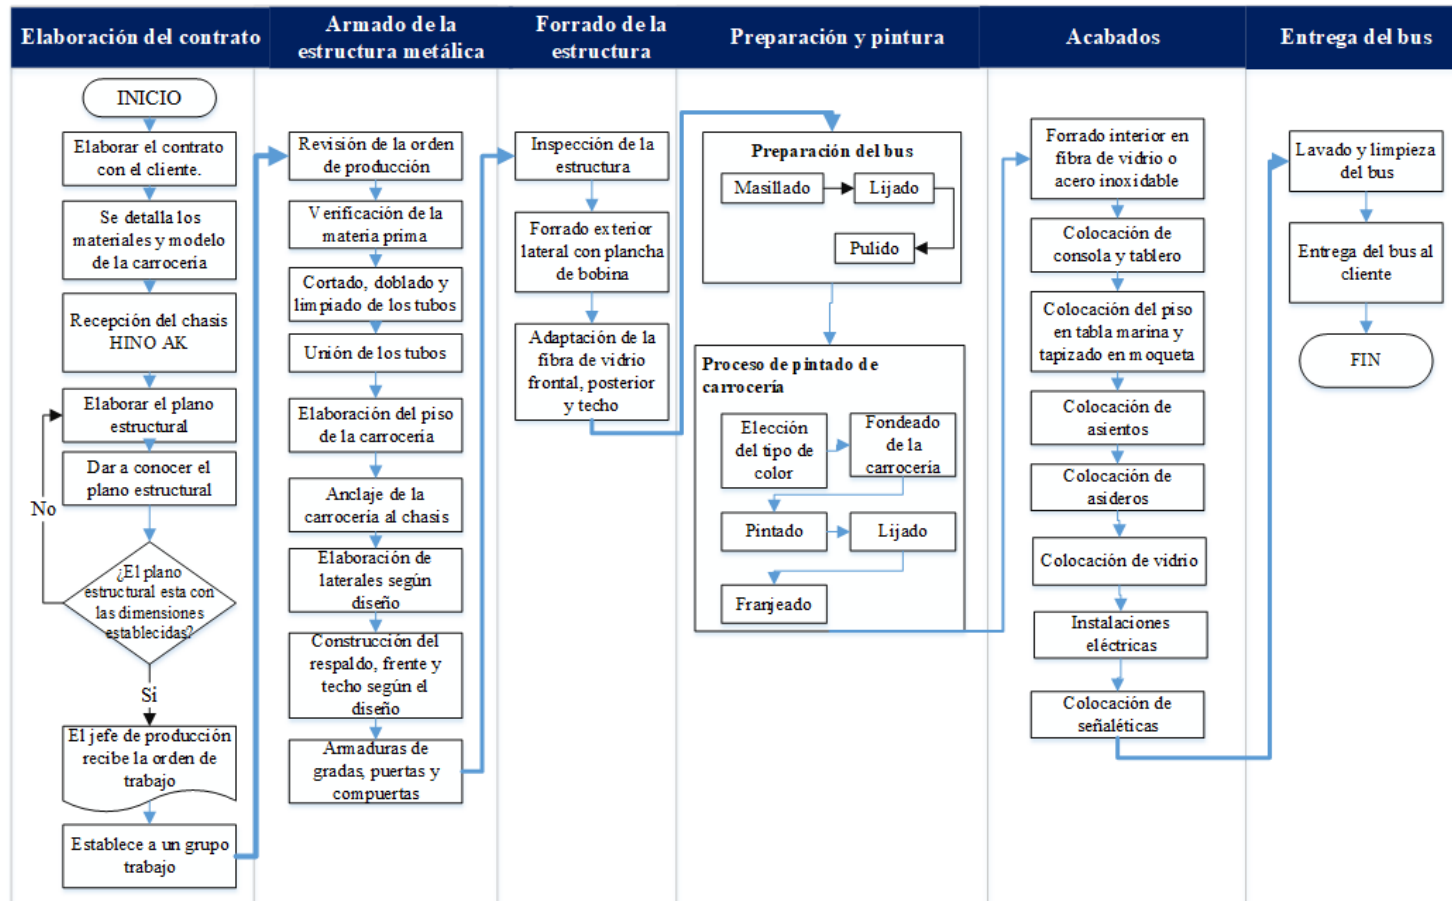 Elaboración del contrato
Armado de la
estructura metálica
Forrado de la
estructura
Preparación y pintura
Acabados
Entrega del bus
INICIO
Elaborar el contrato
con el cliente.
Se detalla los
materiales y modelo
de la carrocería
Recepción del chasis
HINO AK
Elaborar el plano
estructural
Dar a conocer el
plano estructural
No
¿El plano
estructural esta con
las dimensiones
establecidas?
Si
El jefe de producción
recibe la orden de
trabajo
Establece a un grupo
trabajo
Revisión de la orden
de producción
Verificación de la
materia prima
Cortado, doblado y
limpiado de los tubos
Unión de los tubos
Elaboración del piso
de la carrocería
Anclaje de la
carrocería al chasis
Elaboración de
laterales según
diseño
Construcción del
respaldo, frente y
techo según el
diseño
Armaduras de
gradas, puertas y
compuertas
Inspección de la
estructura
Forrado exterior
lateral con plancha
de bobina
Adaptación de la
fibra de vidrio
frontal, posterior
y techo
Preparación del bus
Masillado
Lijado
Pulido
Proceso de pintado de
carrocería
Elección
del tipo de
color
Fondeado
de la
carrocería
Pintado
Lijado
Franjeado
Forrado interior en
fibra de vidrio o
acero inoxidable
Colocación de
consola y tablero
Colocación del piso
en tabla marina y
tapizado en moqueta
Colocación de
asientos
Colocación de
asideros
Colocación de vidrio
Instalaciones
eléctricas
Colocación de
señaléticas
Lavado y limpieza
del bus
Entrega del bus al
cliente
FIN